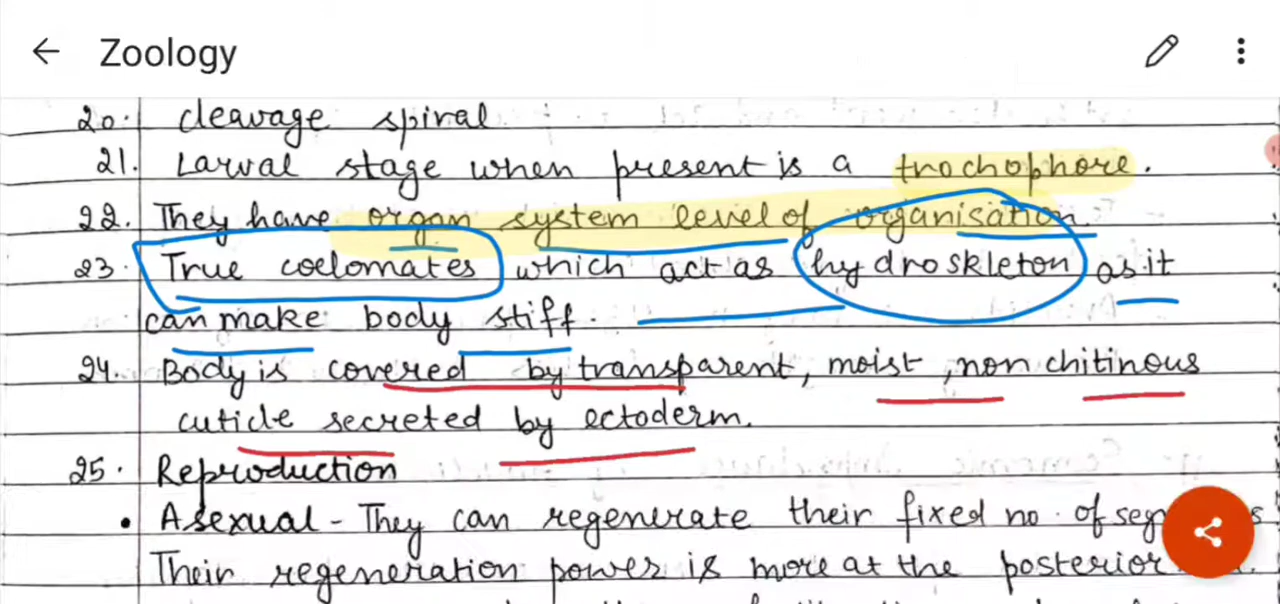 Zoology
20. cleavage spiral
21. Larval stage when present is a trochophore.
22. They have organ system level of organisation
23. True coelomates which act as hydroskleton as it
can make body stiff.
24. Body is covered by transparent, moist, non chitinous
cuticle secreted by ectoderm.
25. Reproduction
• Asexual - They can regenerate their fixed no. of
Their regeneration power is more at the posterior